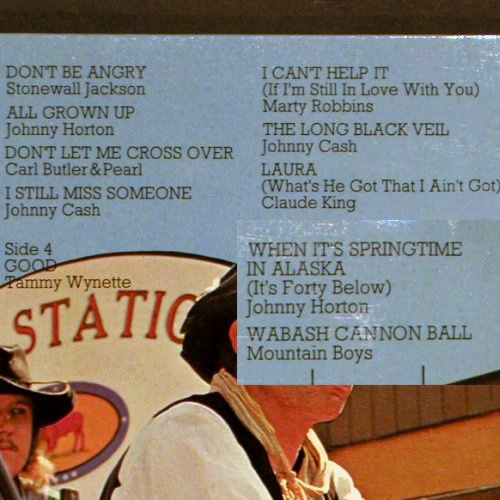 DON'T BE ANGRY
Stonewall Jackson
ALL GROWN UP
Johnny Horton
DON'T LET ME CROSS OVER
Carl Butler & Pearl
I STILL MISS SOMEONE
Johnny Cash
Side 4
GOOD
Tammy Wynette
I CAN'T HELP IT
(If I'm Still In Love With You)
Marty Robbins
THE LONG BLACK VEIL
Johnny Cash
LAURA
(What's He Got That I Ain't Got)
Claude King
WHEN IT'S SPRINGTIME
IN ALASKA
(It's Forty Below)
Johnny Horton
WABASH CANNON BALL
Mountain Boys
STATIO